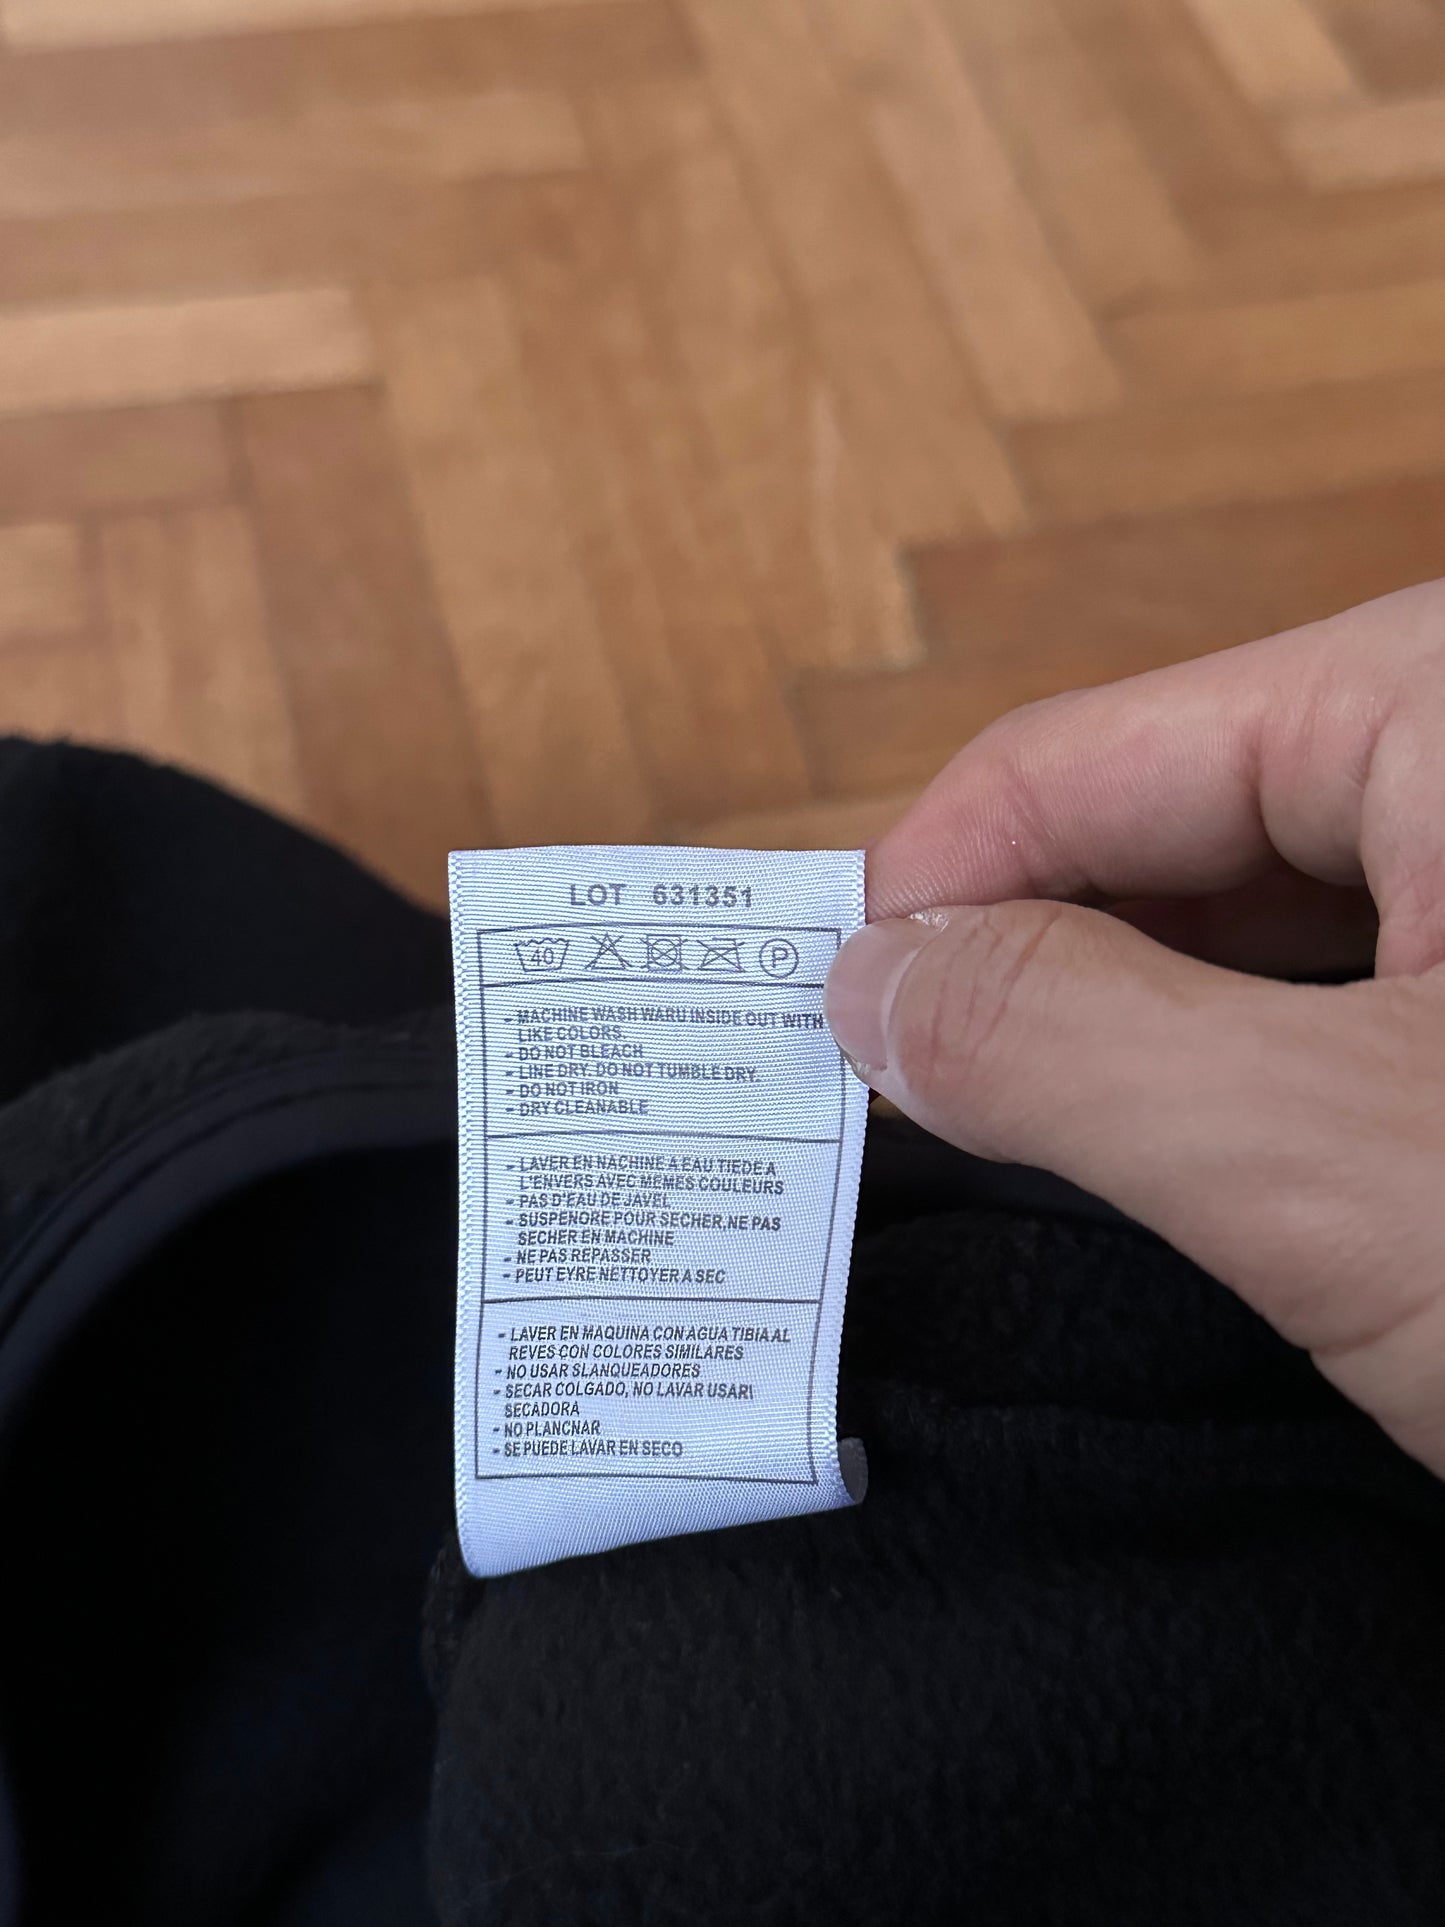 LOT 631351
40
P
- MACHINE WASH WARU INSIDE OUT WITH
LIKE COLORS.
- DO NOT BLEACH
- LINE DRY. DO NOT TUMBLE DRY.
- DO NOT IRON
- DRY CLEANABLE
- LAVER EN NACHINE A EAU TIEDE A
L'ENVERS AVEC MEMES COULEURS
- PAS D'EAU DE JAVEL
- SUSPENORE POUR SECHER, NE PAS
SECHER EN MACHINE
- NE PAS REPASSER
- PEUT EYRE NETTOYER A SEC
- LAVER EN MAQUINA CON AGUA TIBIA AL
REVES CON COLORES SIMILARES
- NO USAR SLANQUEADORES
- SECAR COLGADO, NO LAVAR USARI
SECADORA
- NO PLANCNAR
- SE PUEDE LAVAR EN SECO